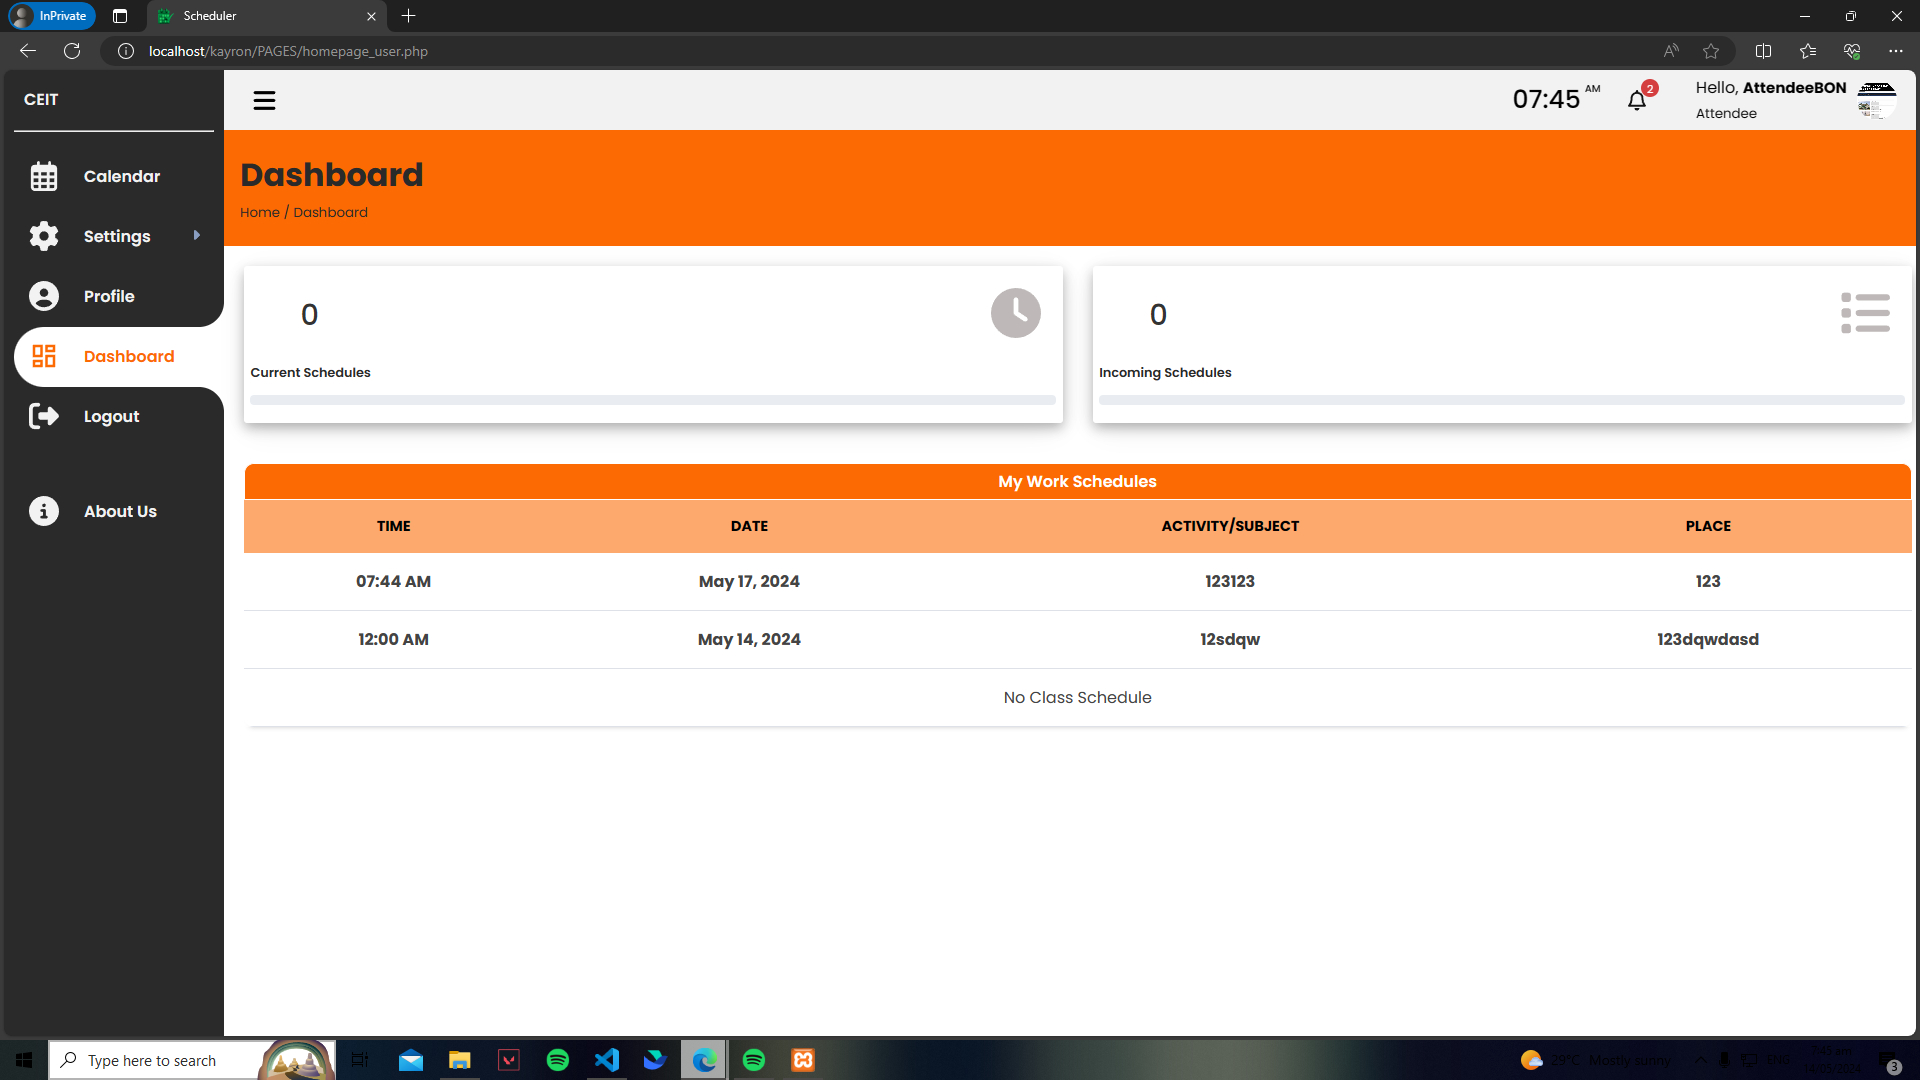 InPrivate
Scheduler
localhost/kayron/PAGES/homepage_user.php
CEIT
07:45 AM
2
Hello, AttendeeBON
Attendee
Calendar
Settings
Profile
Dashboard
Logout
About Us
Dashboard
Home / Dashboard
0
Current Schedules
0
Incoming Schedules
My Work Schedules
TIME DATE ACTIVITY/SUBJECT PLACE
07:44 AM May 17, 2024 123123 123
12:00 AM May 14, 2024 12sdqw 123dqwdasd
No Class Schedule
Type here to search
29°C Mostly sunny
ENG
14/05/2024
3